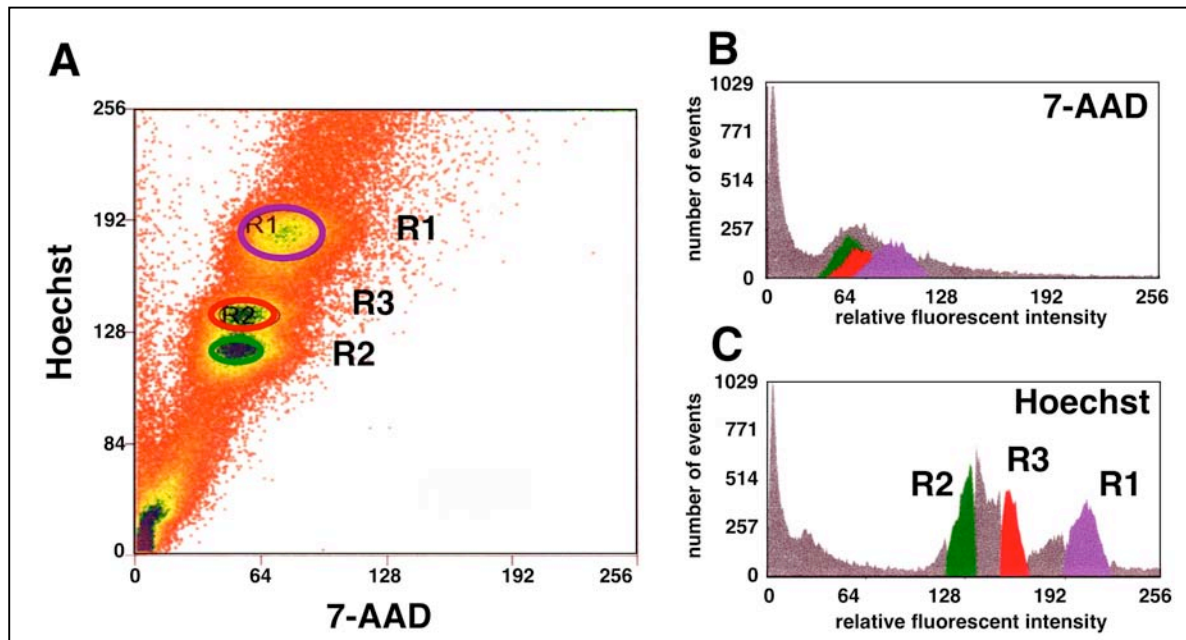 A
256
192
128
84
0
Hoechst
R1
R2
R1
R3
R2
0
64
128
192
256
7-AAD
B
1029
771
514
257
0
number of events
7-AAD
0
64
128
192
256
relative fluorescent intensity
C
1029
771
514
257
0
number of events
Hoechst
R2
R3
R1
0
64
128
192
256
relative fluorescent intensity